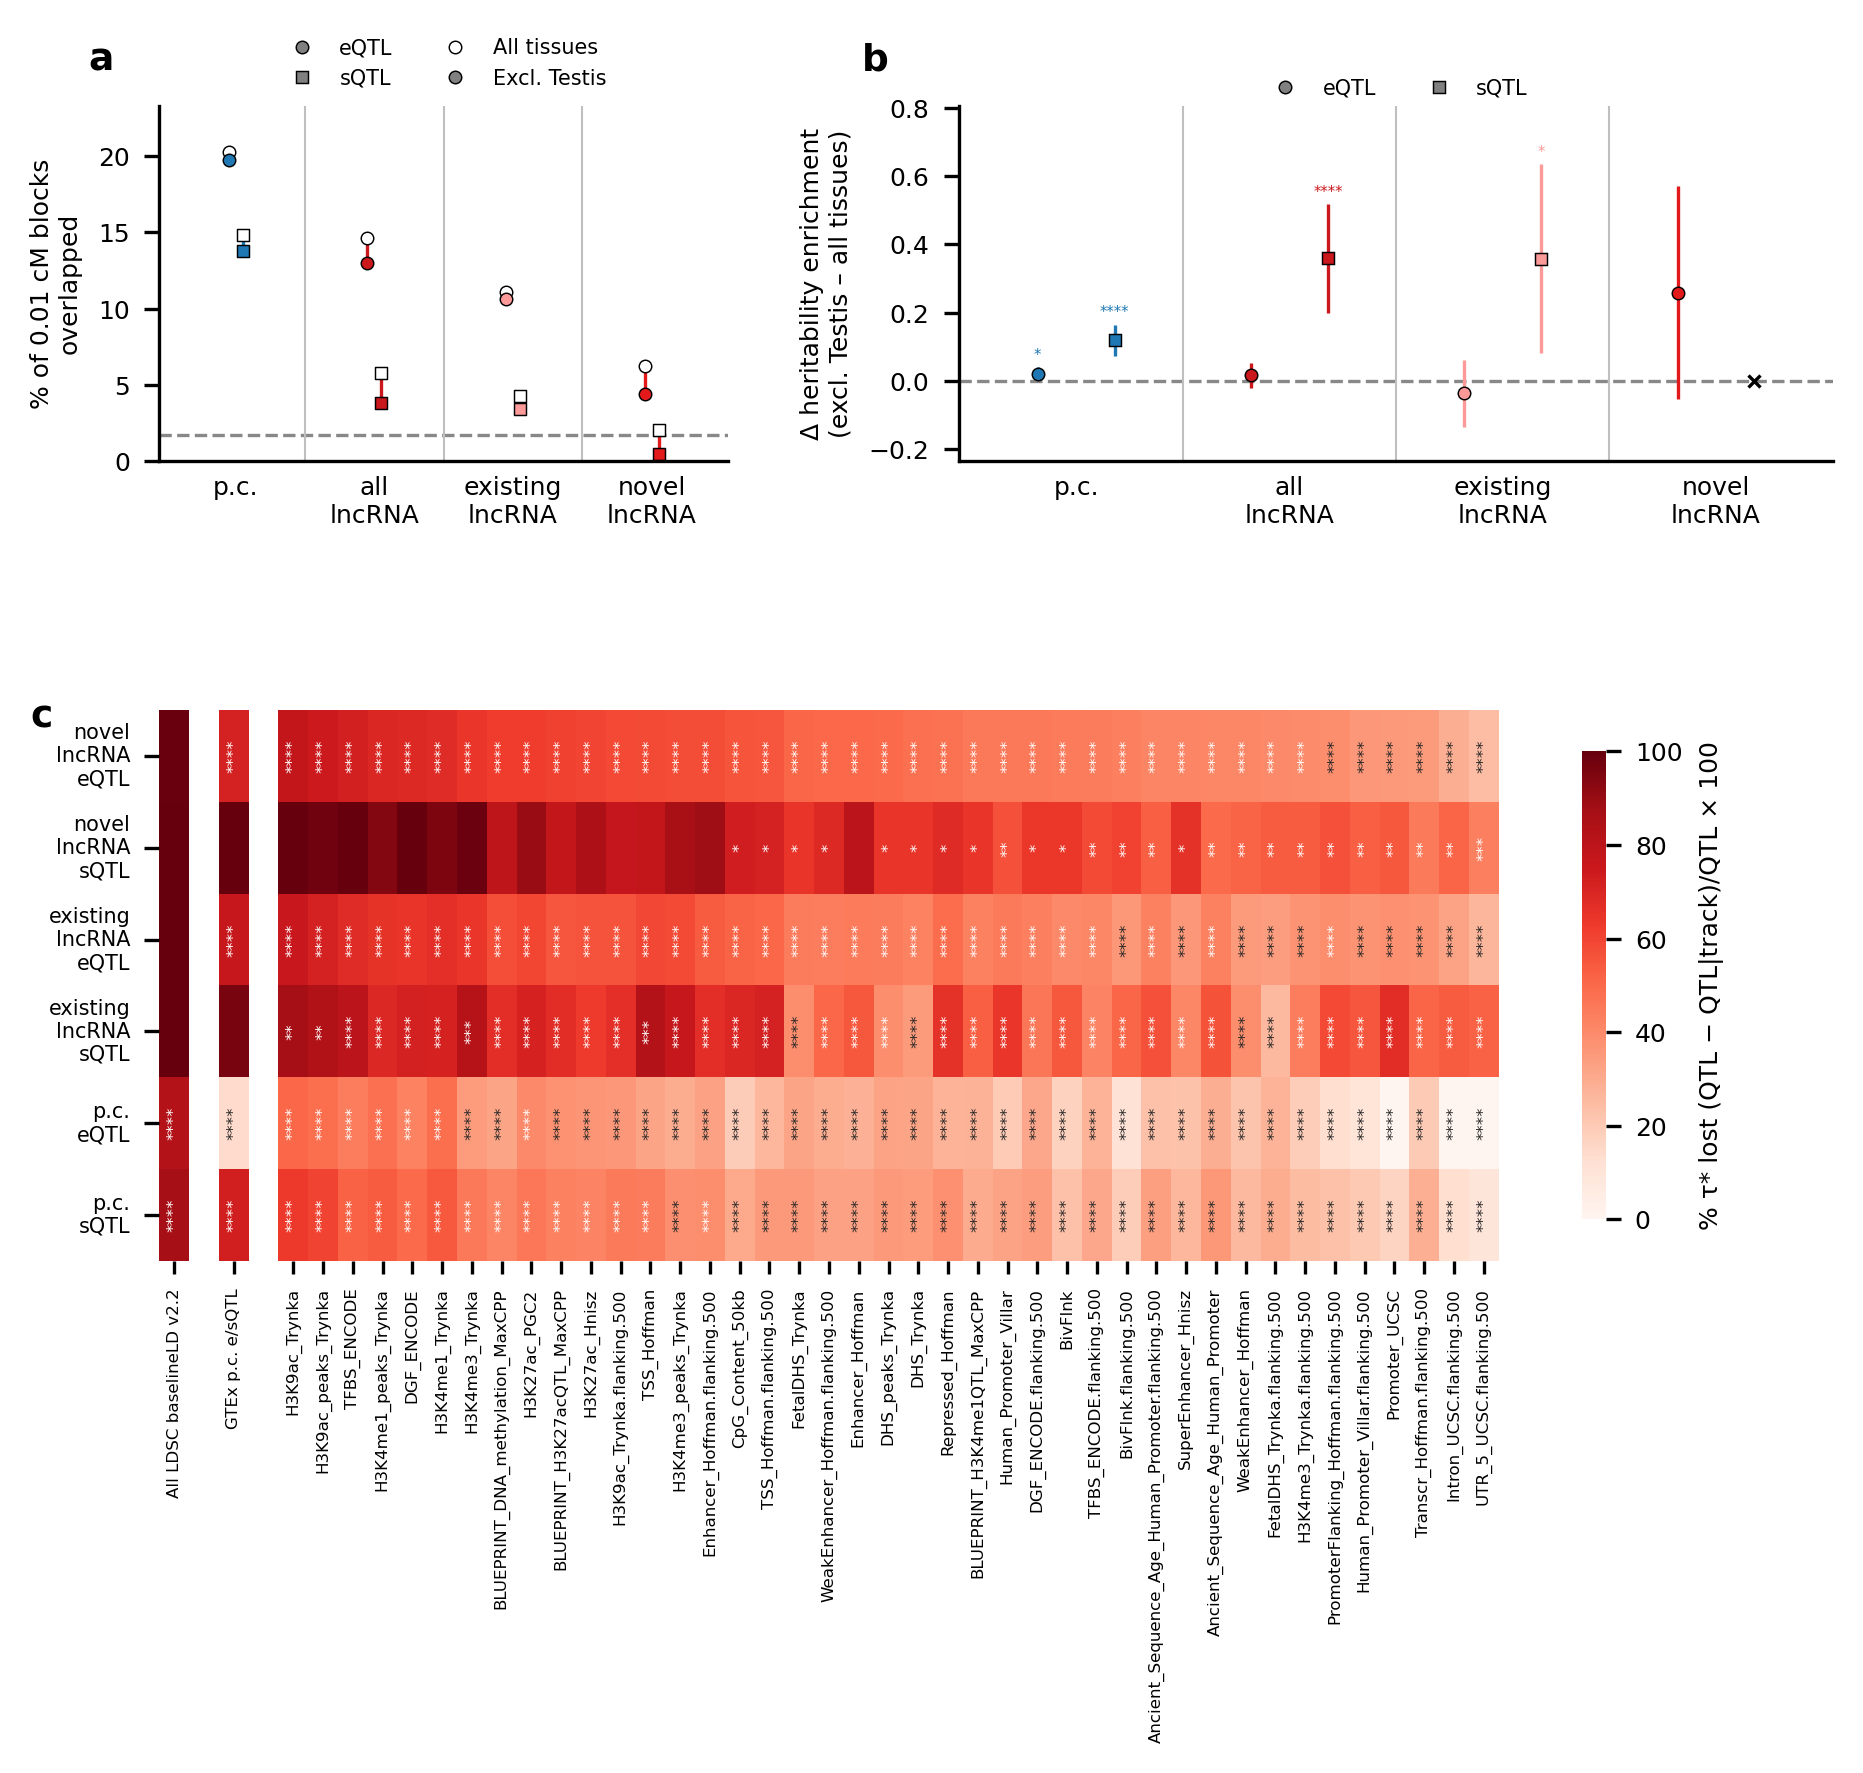 a
eQTL
sQTL
All tissues
Excl. Testis
% of 0.01 cM blocks
overlapped
20
15
10
5
0
p.c.
all
lncRNA
existing
lncRNA
novel
lncRNA
b
eQTL
sQTL
Δ heritability enrichment
(excl. Testis – all tissues)
0.8
0.6
0.4
0.2
0.0
−0.2
*
****
****
*
p.c.
all
lncRNA
existing
lncRNA
novel
lncRNA
c
novel
lncRNA
eQTL
novel
lncRNA
sQTL
existing
lncRNA
eQTL
existing
lncRNA
sQTL
p.c.
eQTL
p.c.
sQTL
All LDSC baselineLD v2.2
GTEx p.c. e/sQTL
H3K9ac_Trynka
H3K9ac_peaks_Trynka
TFBS_ENCODE
H3K4me1_peaks_Trynka
DGF_ENCODE
H3K4me1_Trynka
H3K4me3_Trynka
BLUEPRINT_DNA_methylation_MaxCPP
H3K27ac_PGC2
BLUEPRINT_H3K27acQTL_MaxCPP
H3K27ac_Hnisz
H3K9ac_Trynka.flanking.500
TSS_Hoffman
H3K4me3_peaks_Trynka
Enhancer_Hoffman.flanking.500
CpG_Content_50kb
TSS_Hoffman.flanking.500
FetalDHS_Trynka
WeakEnhancer_Hoffman.flanking.500
Enhancer_Hoffman
DHS_peaks_Trynka
DHS_Trynka
Repressed_Hoffman
BLUEPRINT_H3K4me1QTL_MaxCPP
Human_Promoter_Villar
DGF_ENCODE.flanking.500
BivFlnk
TFBS_ENCODE.flanking.500
BivFlnk.flanking.500
Ancient_Sequence_Age_Human_Promoter.flanking.500
SuperEnhancer_Hnisz
Ancient_Sequence_Age_Human_Promoter
WeakEnhancer_Hoffman
FetalDHS_Trynka.flanking.500
H3K4me3_Trynka.flanking.500
PromoterFlanking_Hoffman.flanking.500
Human_Promoter_Villar.flanking.500
Promoter_UCSC
Transcr_Hoffman.flanking.500
Intron_UCSC.flanking.500
UTR_5_UCSC.flanking.500
100
80
60
40
20
0
% τ* lost (QTL − QTL|track)/QTL × 100